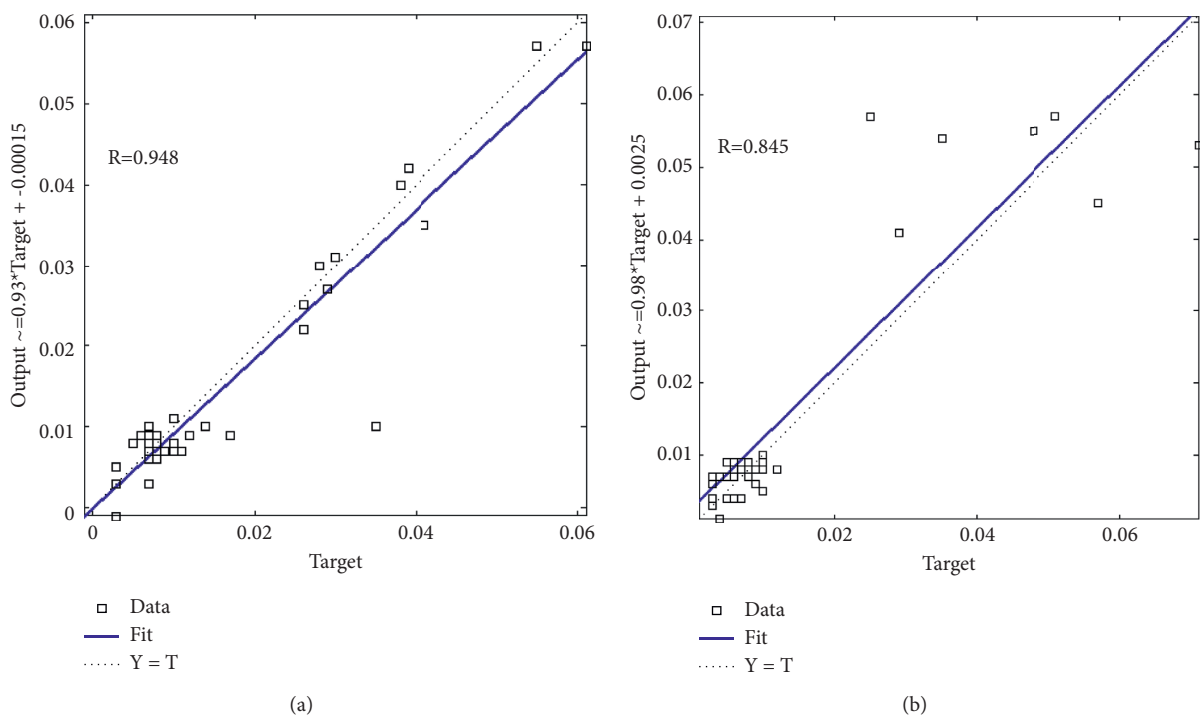 0.06
0.05
0.04
0.03
0.02
0.01
0
Output ~=0.93*Target + -0.00015
R=0.948
0
0.02
0.04
0.06
Target
Data
Fit
Y = T
(a)
0.07
0.06
0.05
0.04
0.03
0.02
0.01
Output ~=0.98*Target + 0.0025
R=0.845
0.02
0.04
0.06
Target
Data
Fit
Y = T
(b)